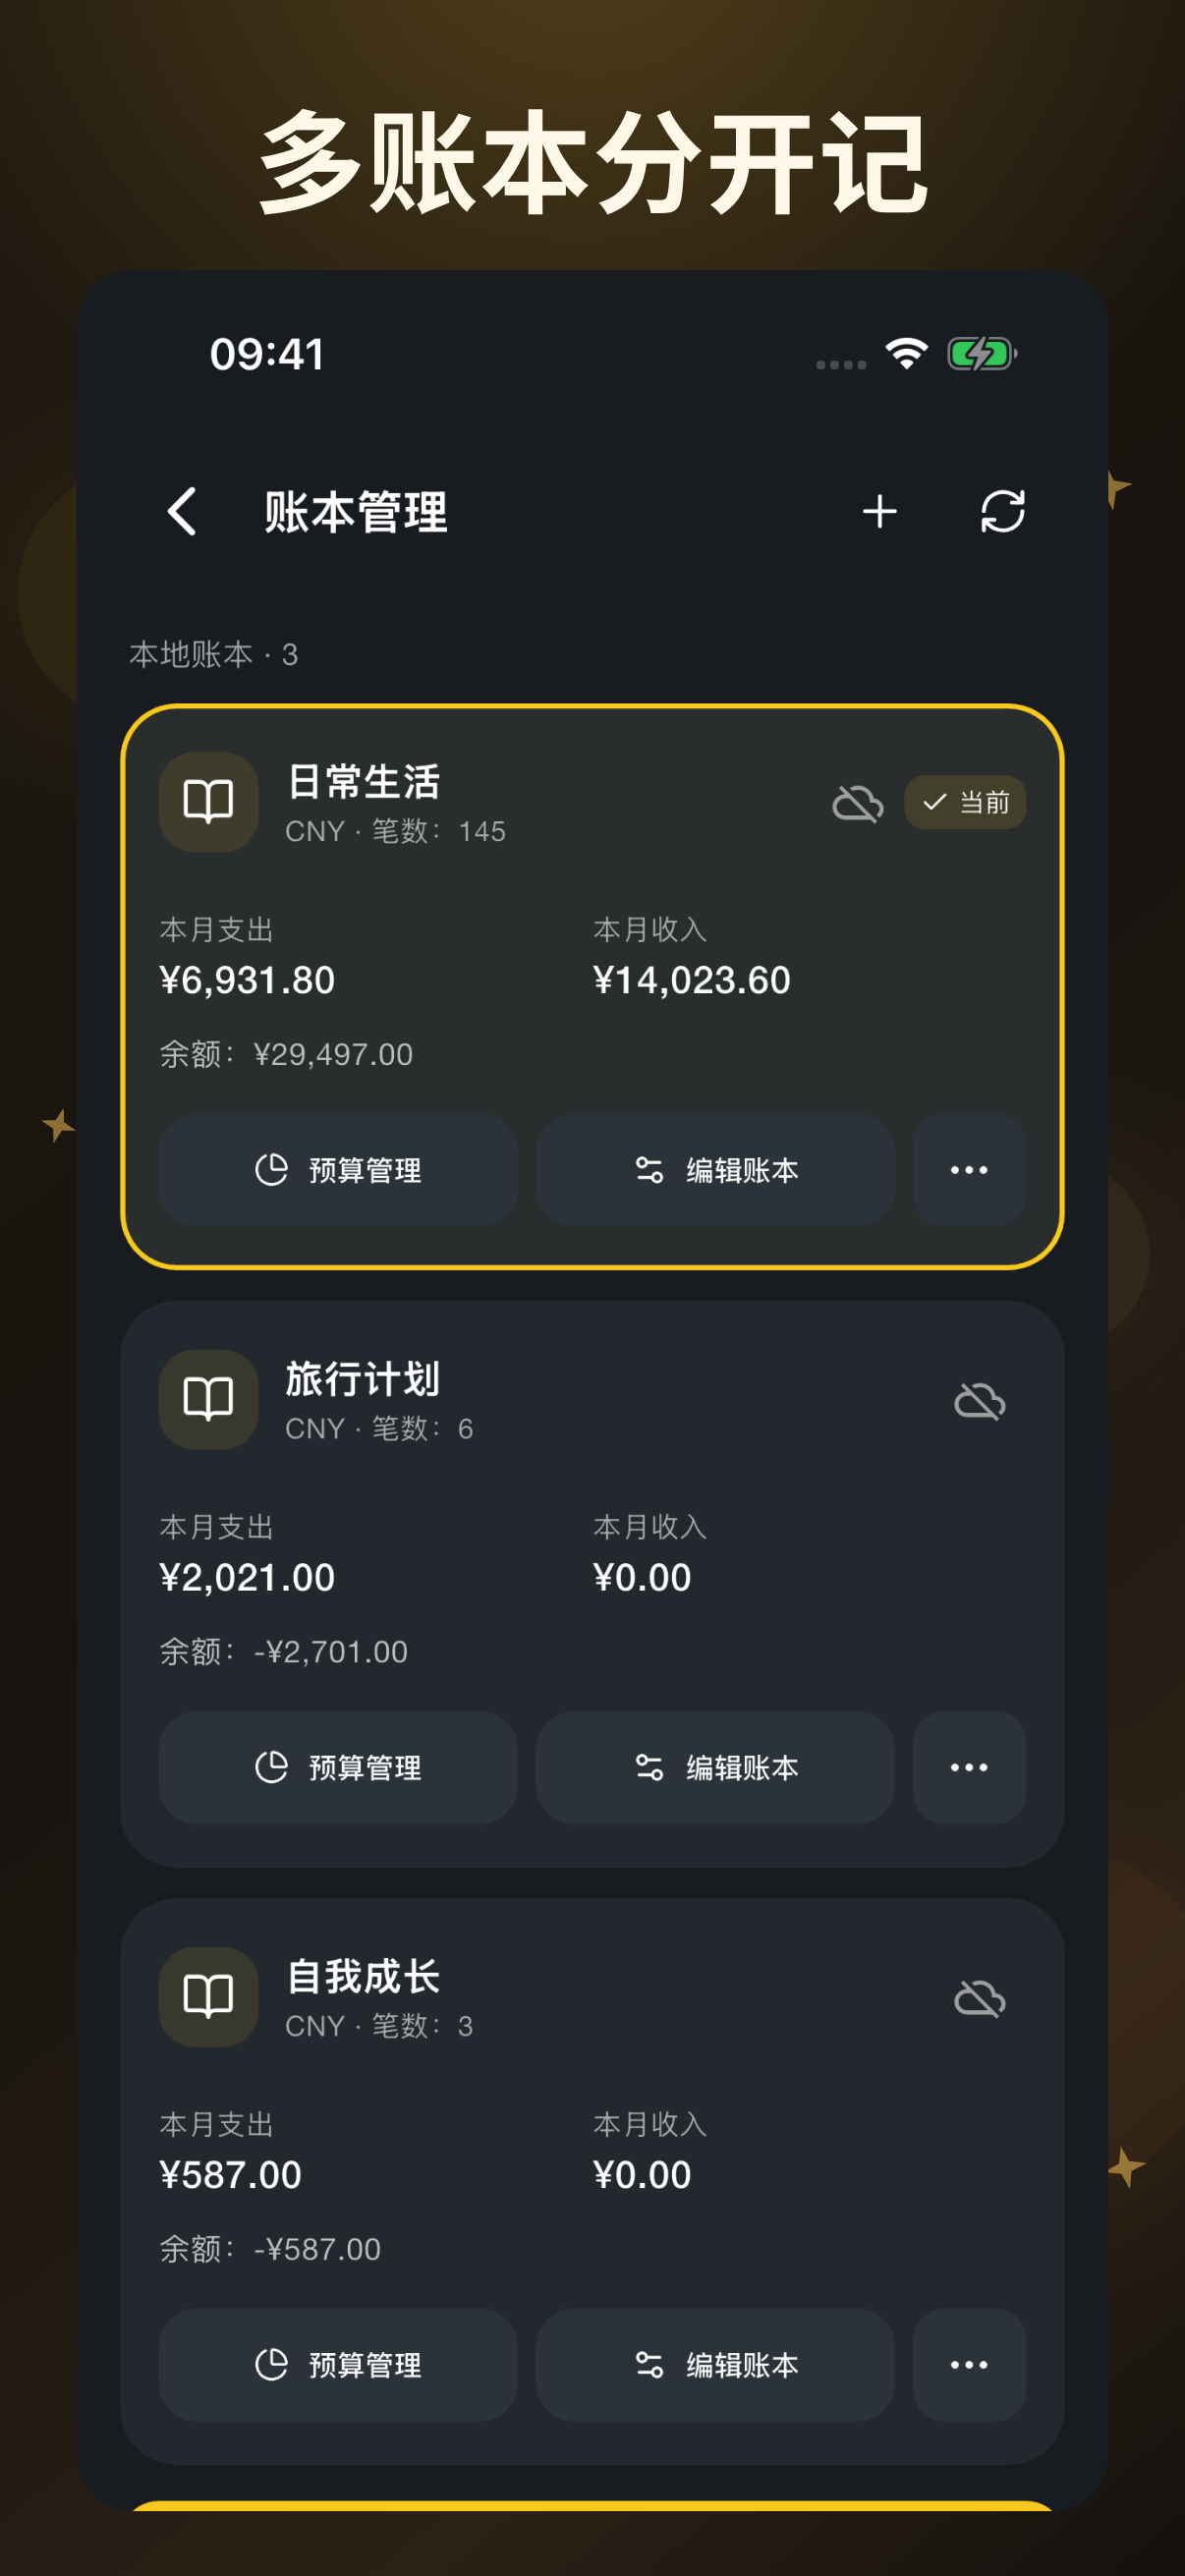 多账本分开记
09:41
账本管理
本地账本 · 3
日常生活
CNY · 笔数：145
当前
本月支出 本月收入
¥6,931.80 ¥14,023.60
余额：¥29,497.00
预算管理 编辑账本
旅行计划
CNY · 笔数：6
本月支出 本月收入
¥2,021.00 ¥0.00
余额：-¥2,701.00
预算管理 编辑账本
自我成长
CNY · 笔数：3
本月支出 本月收入
¥587.00 ¥0.00
余额：-¥587.00
预算管理 编辑账本